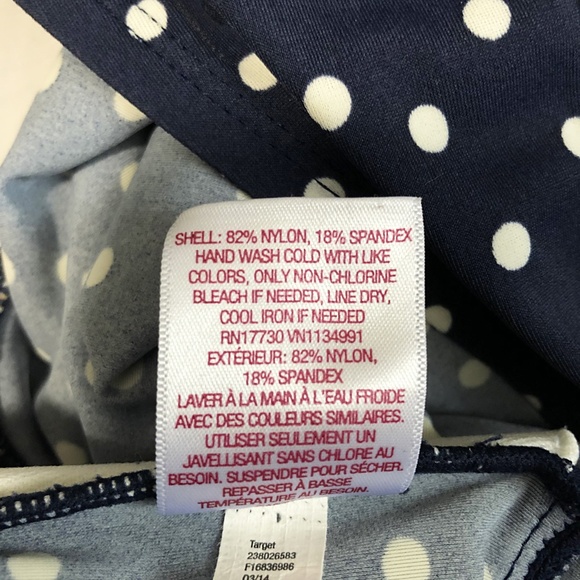 SHELL: 82% NYLON, 18% SPANDEX
HAND WASH COLD WITH LIKE
COLORS, ONLY NON-CHLORINE
BLEACH IF NEEDED, LINE DRY,
COOL IRON IF NEEDED
RN17730 VN1134991
EXTÉRIEUR: 82% NYLON,
18% SPANDEX
LAVER À LA MAIN À L'EAU FROIDE
AVEC DES COULEURS SIMILAIRES.
UTILISER SEULEMENT UN
JAVELLISANT SANS CHLORE AU
BESOIN. SUSPENDRE POUR SÉCHER.
REPASSER À BASSE
TEMPÉRATURE AU BESOIN.
Target
238026583
F16836986
03/14